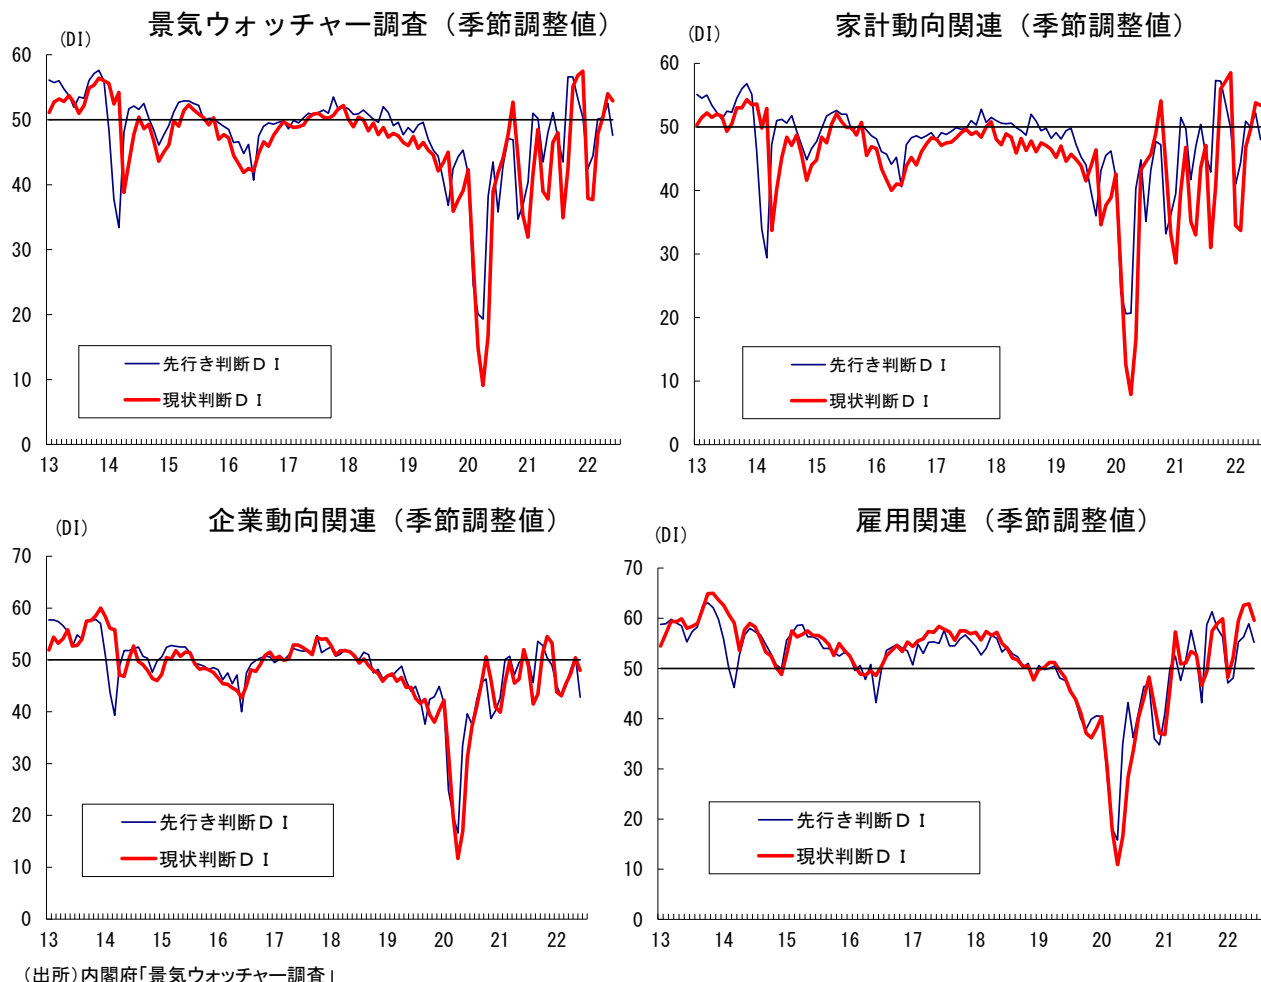 景気ウォッチャー調査（季節調整値）
(DI)
60
50
40
30
20
10
0
先行き判断ＤＩ
現状判断ＤＩ
13 14 15 16 17 18 19 20 21 22
家計動向関連（季節調整値）
(DI)
60
50
40
30
20
10
0
先行き判断ＤＩ
現状判断ＤＩ
13 14 15 16 17 18 19 20 21 22
企業動向関連（季節調整値）
(DI)
70
60
50
40
30
20
10
0
先行き判断ＤＩ
現状判断ＤＩ
13 14 15 16 17 18 19 20 21 22
雇用関連（季節調整値）
(DI)
70
60
50
40
30
20
10
0
先行き判断ＤＩ
現状判断ＤＩ
13 14 15 16 17 18 19 20 21 22
（出所）内閣府「景気ウォッチャー調査」